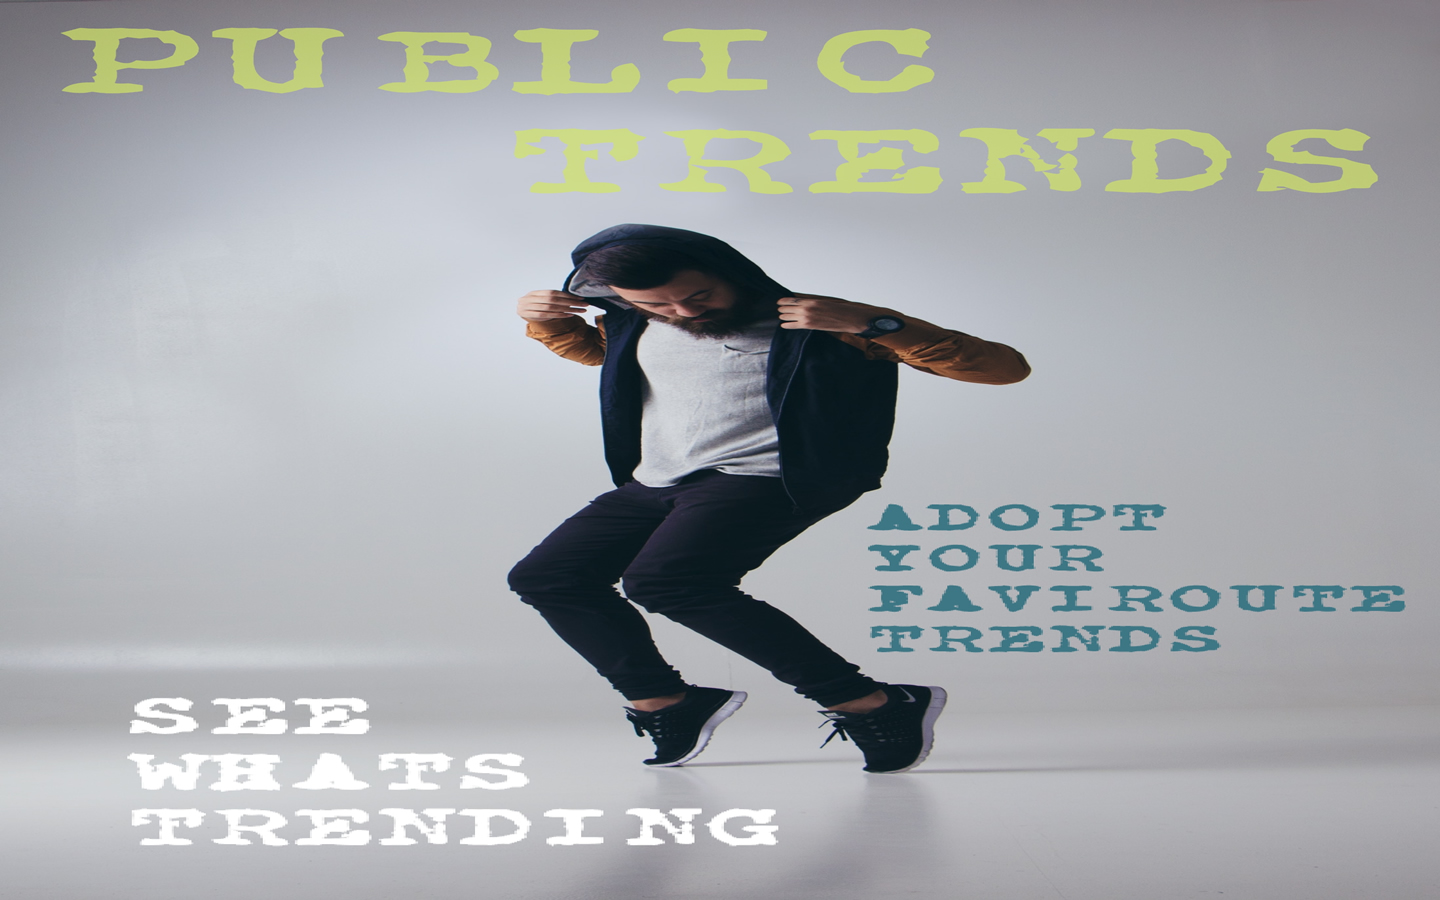 PUBLIC
TRENDS
ADOPT
YOUR
FAVIROUTE
TRENDS
SEE
WHATS
TRENDING